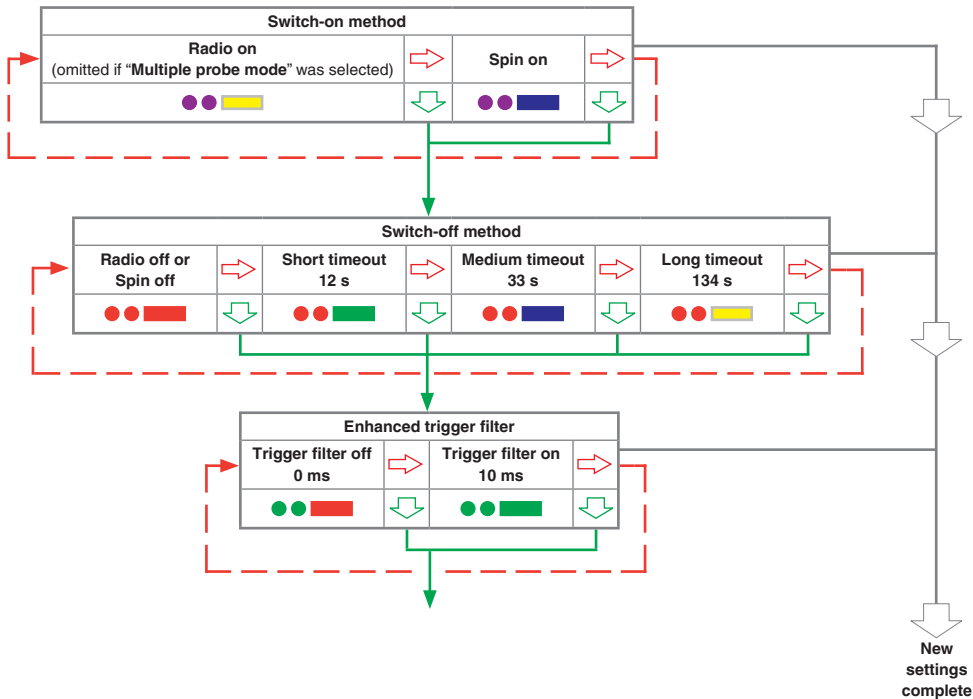 Switch-on method
Radio on
(omitted if “Multiple probe mode” was selected)
Spin on
Switch-off method
Radio off or
Spin off
Short timeout
12 s
Medium timeout
33 s
Long timeout
134 s
Enhanced trigger filter
Trigger filter off
0 ms
Trigger filter on
10 ms
New
settings
complete